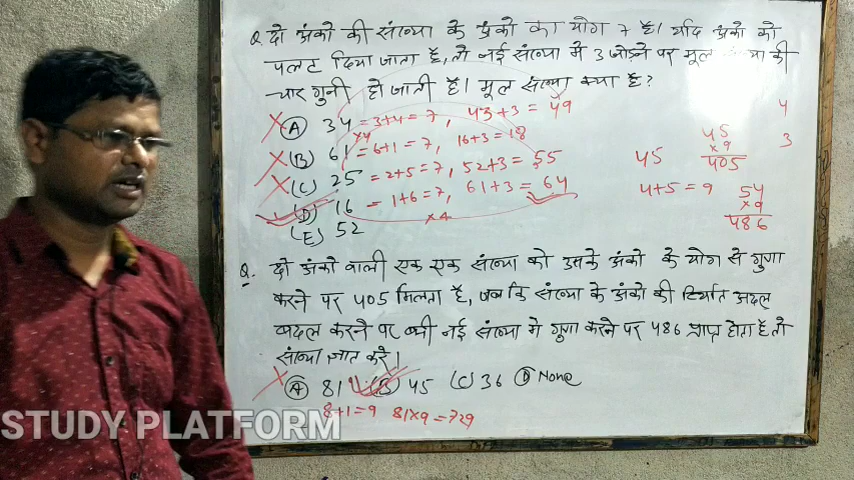 Q. दो अंको की संख्या के अंको का योग 7 है। यदि अंको को
पलट दिया जाता है, तो नई संख्या में 3 जोड़ने पर मूल की
चार गुनी हो जाती है। मूल संख्या क्या है?
(A) 34 = 3+4 = 7, 43+3 = 49
×4
(B) 61 = 6+1 = 7, 16+3 = 18
(C) 25 = 2+5 = 7, 52+3 = 55
(D) 16 = 1+6 = 7, 61+3 = 64
×4
(E) 52
4
3
45
45
×9
405
4+5 = 9
54
×9
486
Q. दो अंको वाली एक एक संख्या को उसके अंको के योग से गुणा
करने पर 405 मिलता है, जब कि संख्या के अंको की स्थिति अदल
बदल करने पर बनी नई संख्या में गुणा करने पर 486 प्राप्त होता है तो
संख्या ज्ञात करें।
(A) 81 (B) 45 (C) 36 (D) None
8+1=9 81×9 = 729
STUDY PLATFORM